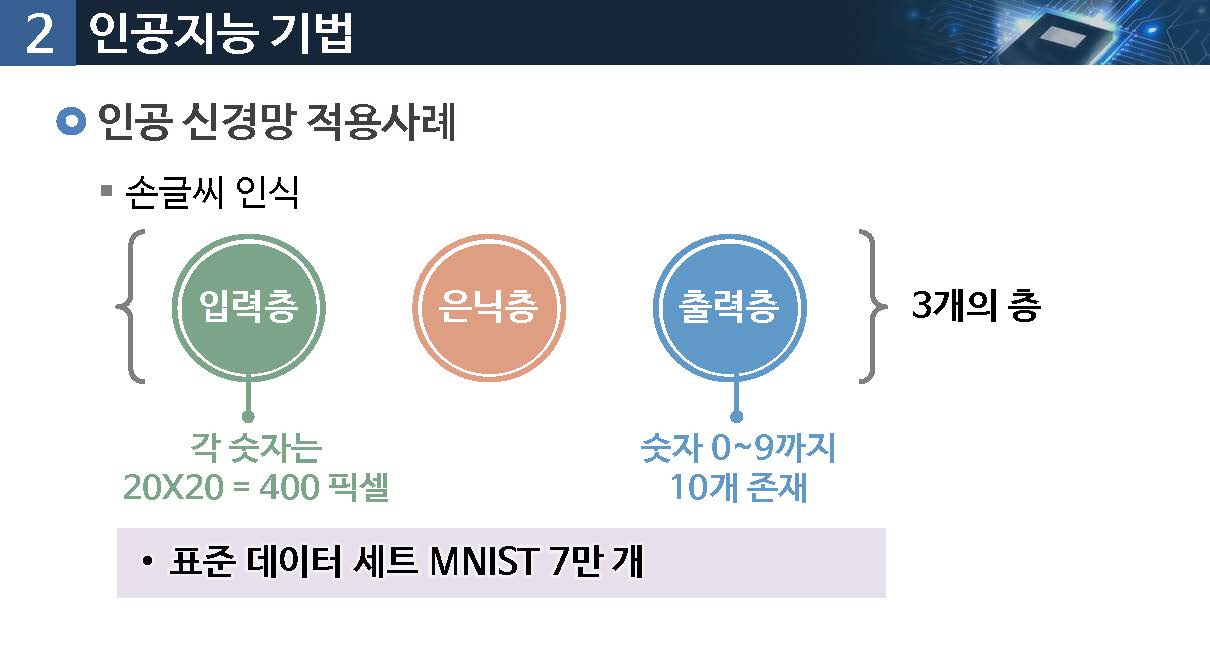 2 인공지능 기법
인공 신경망 적용사례
▪ 손글씨 인식
입력층
은닉층
출력층
3개의 층
각 숫자는
20X20 = 400 픽셀
숫자 0~9까지
10개 존재
• 표준 데이터 세트 MNIST 7만 개